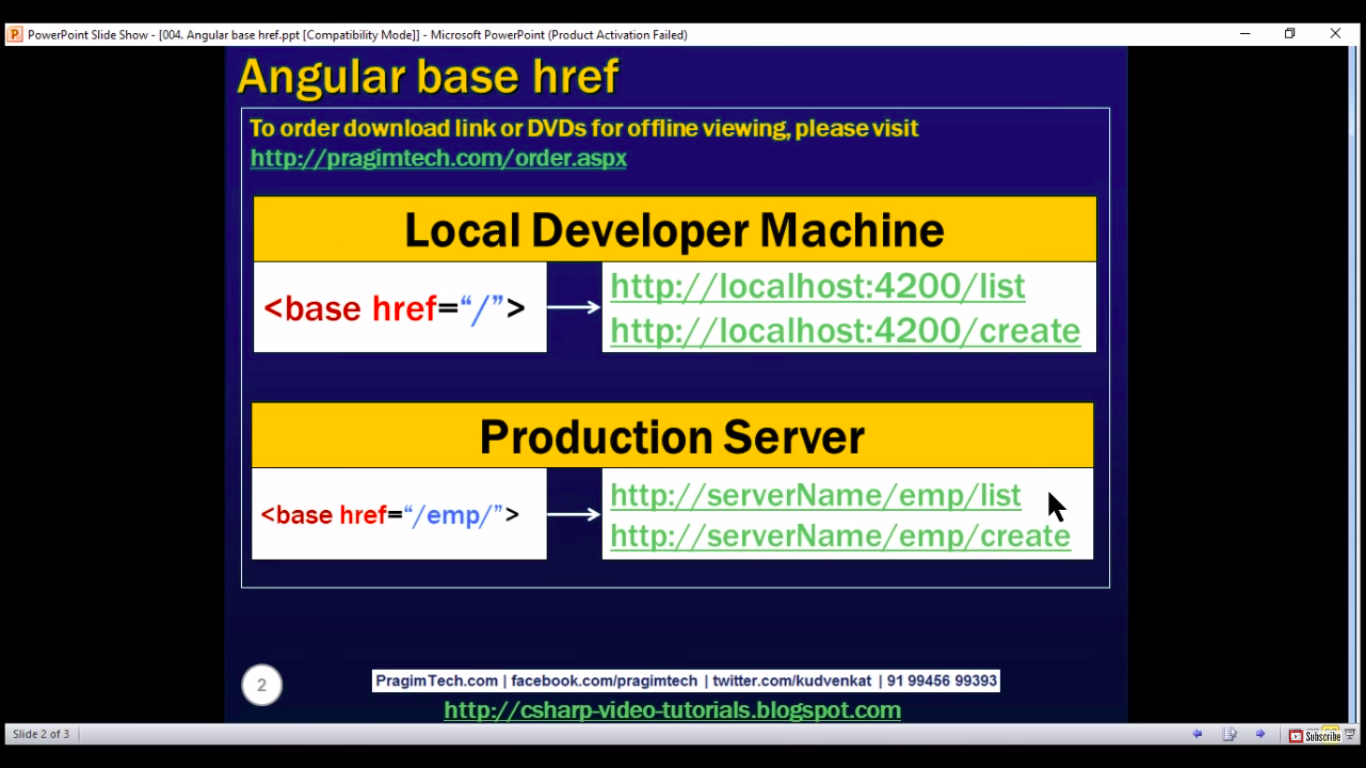 PowerPoint Slide Show - [004. Angular base href.ppt [Compatibility Mode]] - Microsoft PowerPoint (Product Activation Failed)
Angular base href
To order download link or DVDs for offline viewing, please visit
http://pragimtech.com/order.aspx
Local Developer Machine
<base href=“/”>
http://localhost:4200/list
http://localhost:4200/create
Production Server
<base href=“/emp/”>
http://serverName/emp/list
http://serverName/emp/create
2
PragimTech.com | facebook.com/pragimtech | twitter.com/kudvenkat | 91 99456 99393
http://csharp-video-tutorials.blogspot.com
Slide 2 of 3
Subscribe